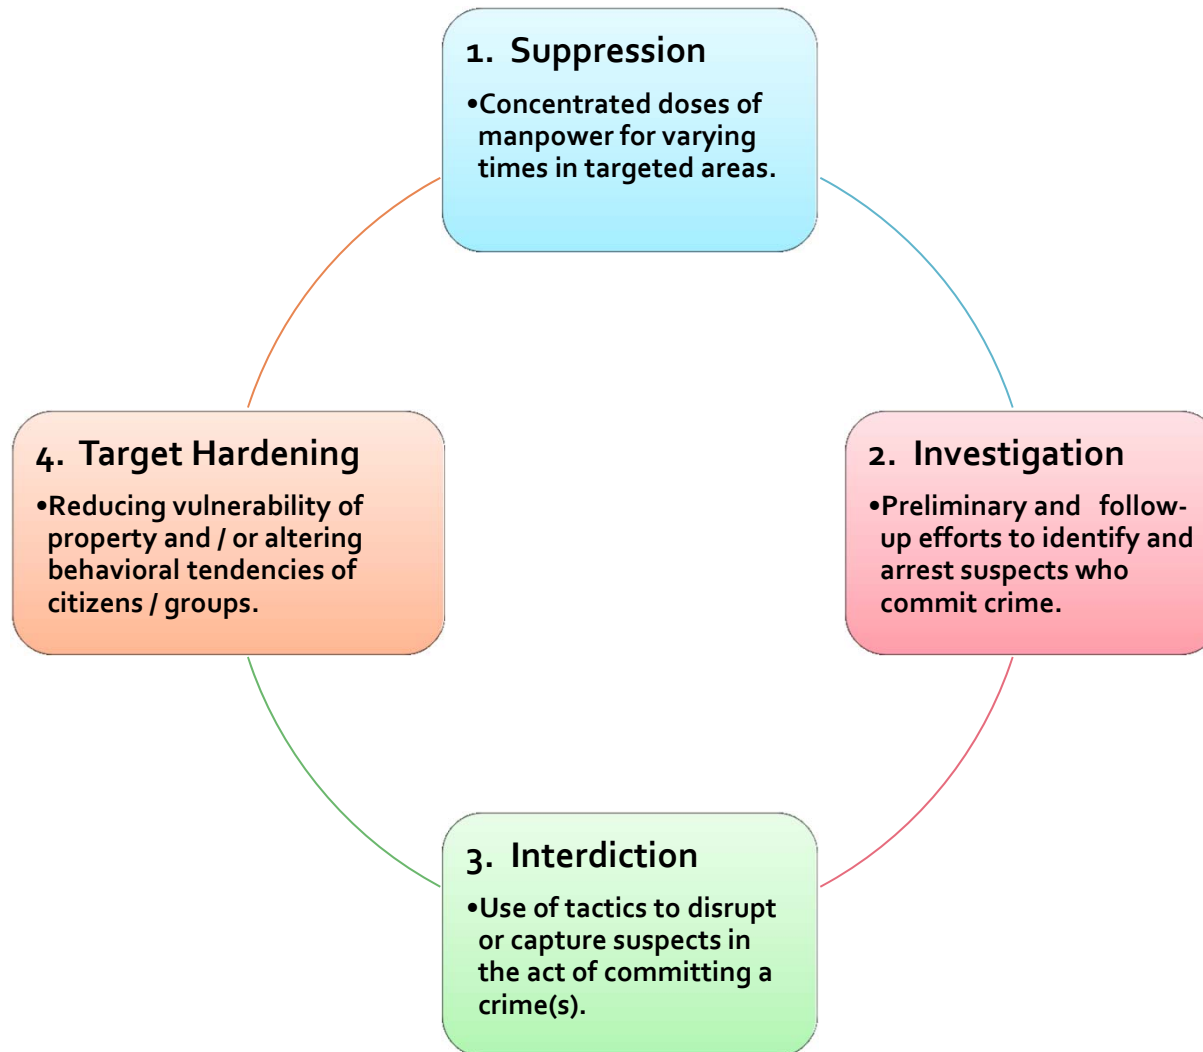 1. Suppression
•Concentrated doses of
manpower for varying
times in targeted areas.
4. Target Hardening
•Reducing vulnerability of
property and / or altering
behavioral tendencies of
citizens / groups.
2. Investigation
•Preliminary and follow-
up efforts to identify and
arrest suspects who
commit crime.
3. Interdiction
•Use of tactics to disrupt
or capture suspects in
the act of committing a
crime(s).